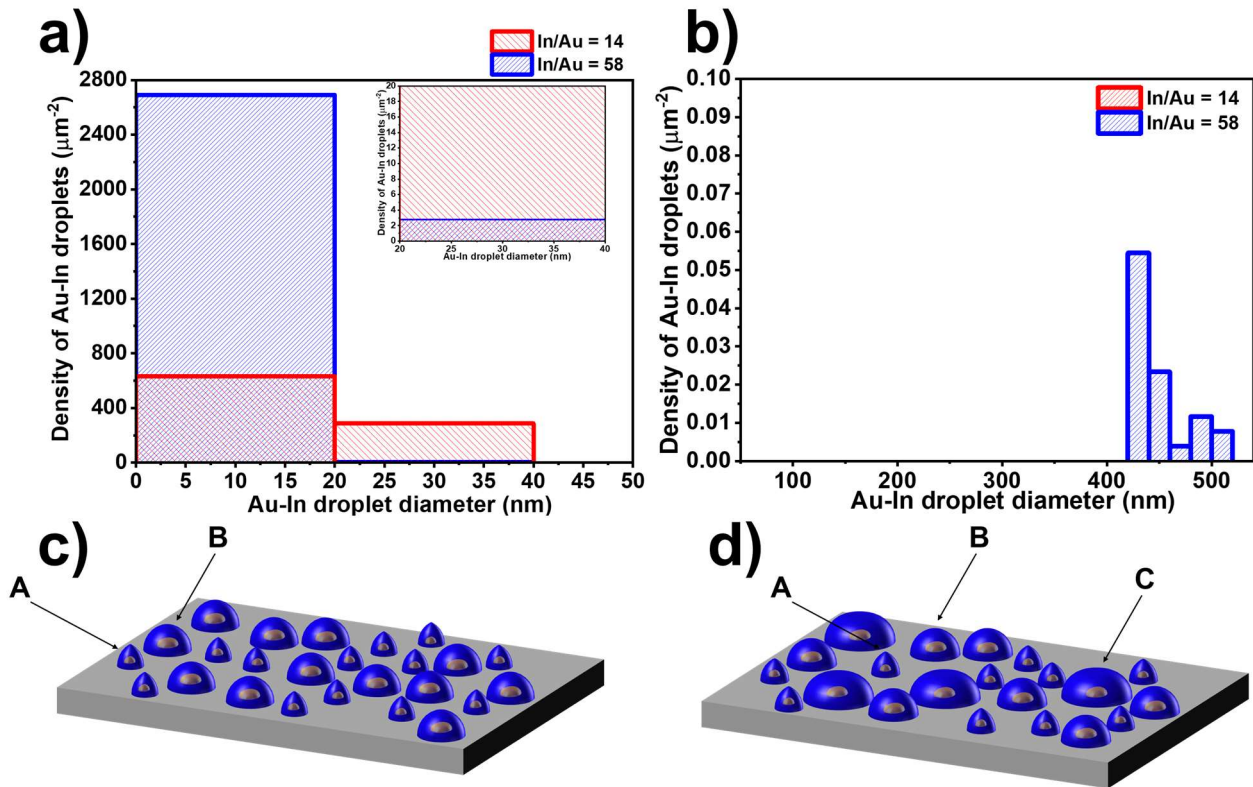 a)
In/Au = 14
In/Au = 58
2800
2400
2000
1600
1200
800
400
0
Density of Au-In droplets (μm⁻²)
0 5 10 15 20 25 30 35 40 45 50
Au-In droplet diameter (nm)
20
18
16
14
12
10
8
6
4
2
0
Density of Au-In droplets (μm⁻²)
20 25 30 35 40
Au-In droplet diameter (nm)
b)
In/Au = 14
In/Au = 58
0.10
0.09
0.08
0.07
0.06
0.05
0.04
0.03
0.02
0.01
0.00
Density of Au-In droplets (μm⁻²)
100 200 300 400 500
Au-In droplet diameter (nm)
c)
A
B
d)
A
B
C